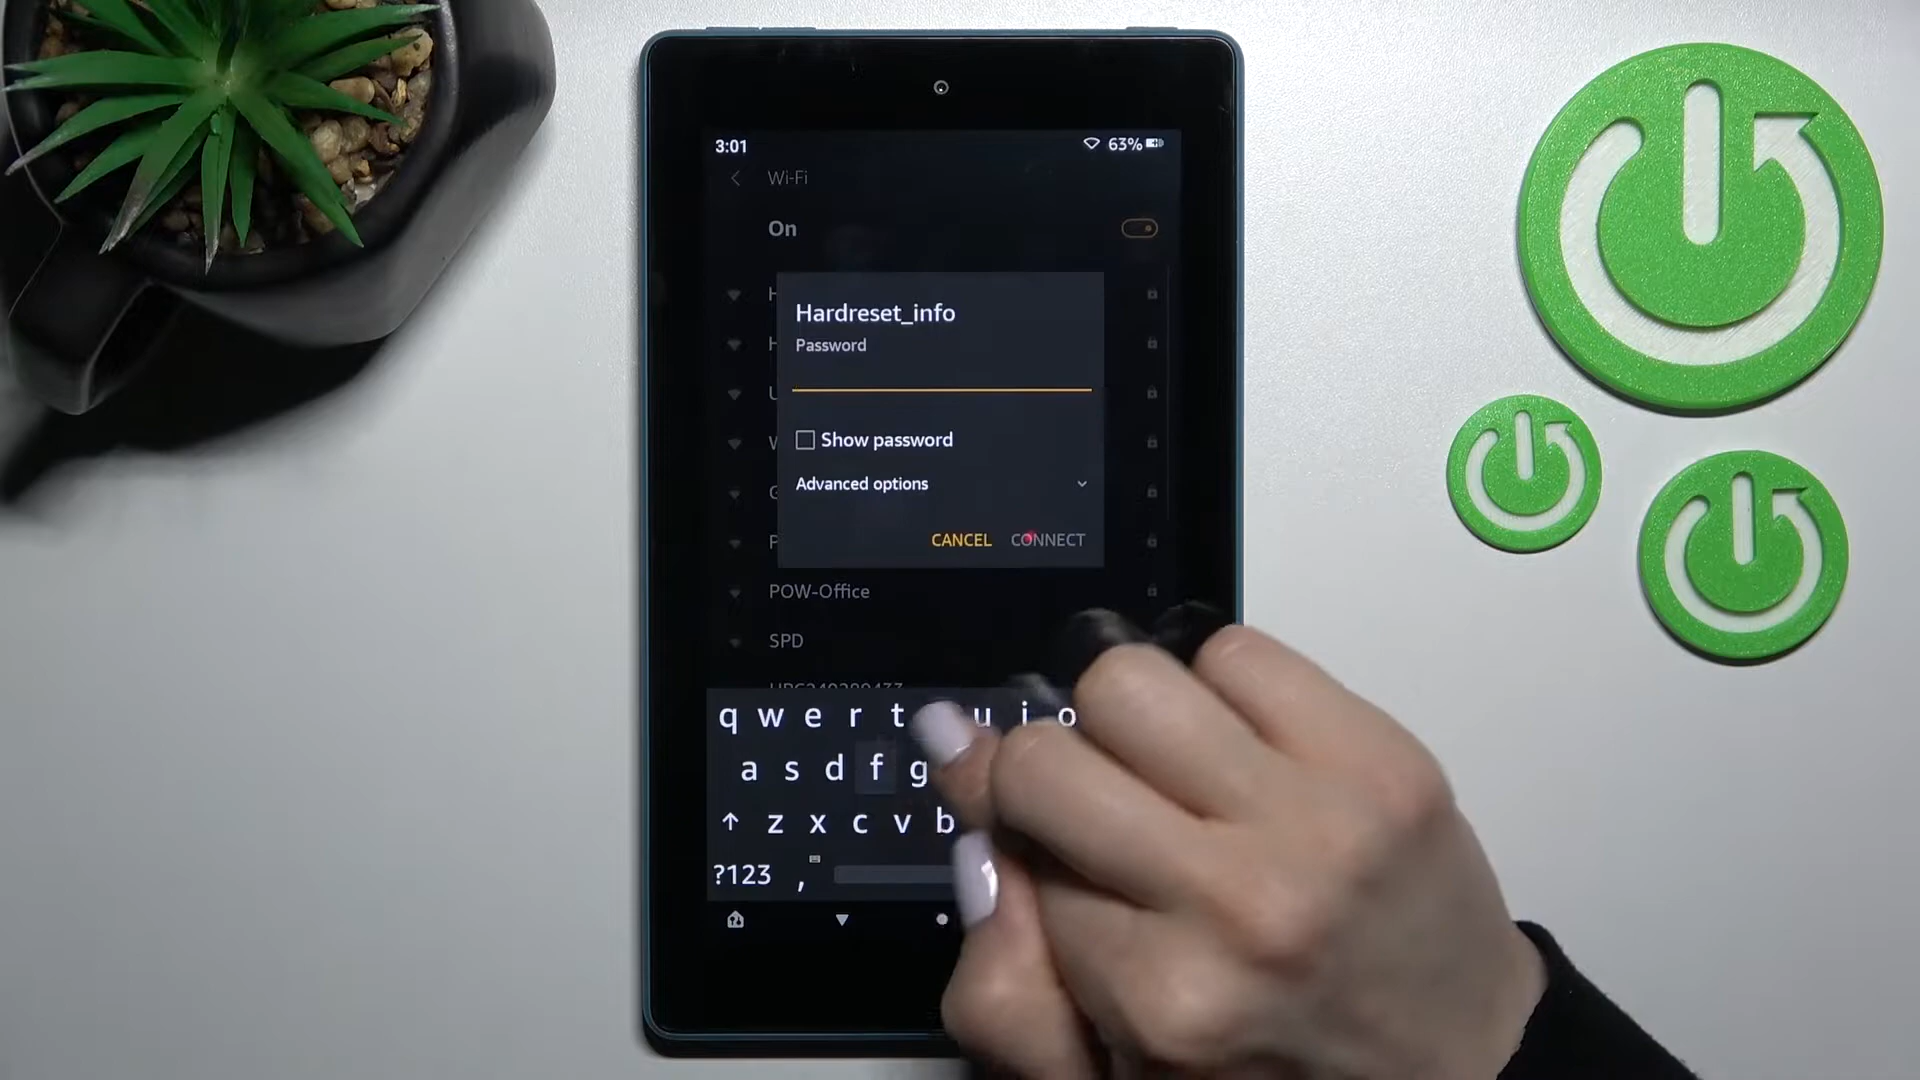 3:01 63%
Wi-Fi
On
H
Hardreset_info
Password
H
U
Show password
W
Advanced options
G
CANCEL CONNECT
P
POW-Office
SPD
q w e r t u i o
a s d f g
z x c v b
?123 ,